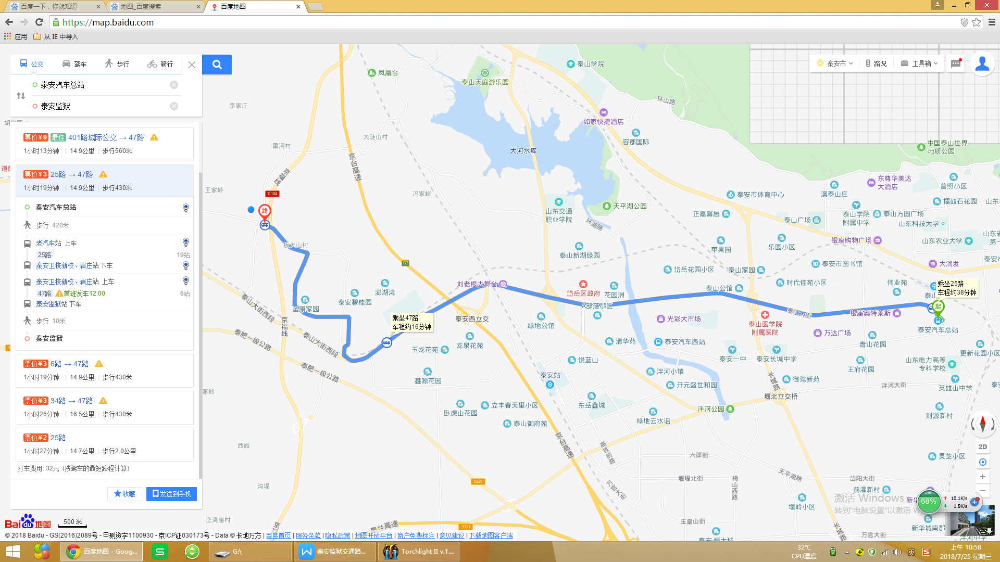 百度一下，你就知道
地图_百度搜索
百度地图
https://map.baidu.com
应用
从 IE 中导入
公交
驾车
步行
骑行
泰安汽车总站
泰安监狱
票价¥9 最佳 401路城际公交 → 47路
1小时13分钟 | 14.9公里 | 步行560米
票价¥3 25路 → 47路
1小时19分钟 | 14.9公里 | 步行430米
泰安汽车总站
步行 420米
老汽车站 上车
25路 19站
泰安卫校新校、岩庄站 下车
泰安卫校新校、岩庄站 上车
47路 首班发车12:00 6站
泰安监狱站 下车
步行 10米
泰安监狱
票价¥3 6路 → 47路
1小时19分钟 | 14.9公里 | 步行430米
票价¥3 34路 → 47路
1小时26分钟 | 16.5公里 | 步行430米
票价¥2 25路
1小时27分钟 | 14.7公里 | 步行2.0公里
打车费用: 32元 (按驾车的最短路程计算)
收藏
发送到手机
泰安市
路况
工具箱
凤凰台
泰山天庭游乐园
泰山学院
李家庄
环山路
如家快捷酒店
容郡国际
大陡山村
重河村
大河水库
中国泰山世界
地质公园
京台高速
京福线
G104
王家岭
冯家峪
终
山东交通
职业学院
天平湖公园
环湖路
泰安市体育中心
正嘉馨居
东尊华美达
大酒店
澳泰山庄
普照小区
擂鼓石花园
泰山学院
附属中学
泰山方圆广场
泰山广场
山东科技大学
银座购物广场
山东农业大学
苹果园
乐园小区
大润发
板大山村
泰山新湖绿园
G3
岱岳花园小区
泰山家园
泰安市图书馆
刘老根大舞台
澎湖湾
岱岳区政府
花园洲
泰山公馆
时代佳苑小区
伟业苑
乘坐25路
车程约38分钟
起
泰安碧桂园
圣康家园
A部落小区
泰山大街
银座奥特莱斯
泰安汽车总站
乘坐47路
车程约16分钟
泰安西立交
绿地公馆
光彩大市场
泰山医学院
附属医院
万达广场
泰山大街西段
京福线
泰山大街西段
泰肥一级公路
泰肥一级公路
龙泉花苑
玉龙花苑
清华苑
泰安汽车西站
青山花园
更新花园小区
泰安一中
泰安长城中学
悦蓝山
王府花园
山东电力高等
专科学校
鑫源花园
泰安站
泮河小镇
长城路
御驾新苑
泮河大街
英雄山中学
开元盛世和园
堰北立交桥
家岭
卧虎山花园
立丰春天里小区
东岳鑫城
泮河公园
绿地云水谣
财源新村
泰山御府苑
西峪
京台高速
高铁前路
六郎街
灵芝小区
2D
天平湖路
岱阳大街
堰堤北街
梅山西路
S329
沟堤
万官大街
前灌新村
堰岭小区
激活 Windows
转到"电脑设置"以激活 Windows
68%
10.1K/s
1.8K/s
栾湾崖村
S331
玉皇山街
新华城南郡
长城路
万官大街
全景
Bai du 地图
500 米
© 2018 Baidu - GS(2016)2089号 - 甲测资字1100930 - 京ICP证030173号 - Data © 长地万方 | 百度首页 | 服务条款 | 隐私政策 | 地图开放平台 | 商户免费标注 | 意见建议 | 下载地图客户端
百度地图 - Goog...
G:\
泰安监狱交通路...
Torchlight II v.1....
32℃
CPU温度
英
上午 10:58
2018/7/25 星期三